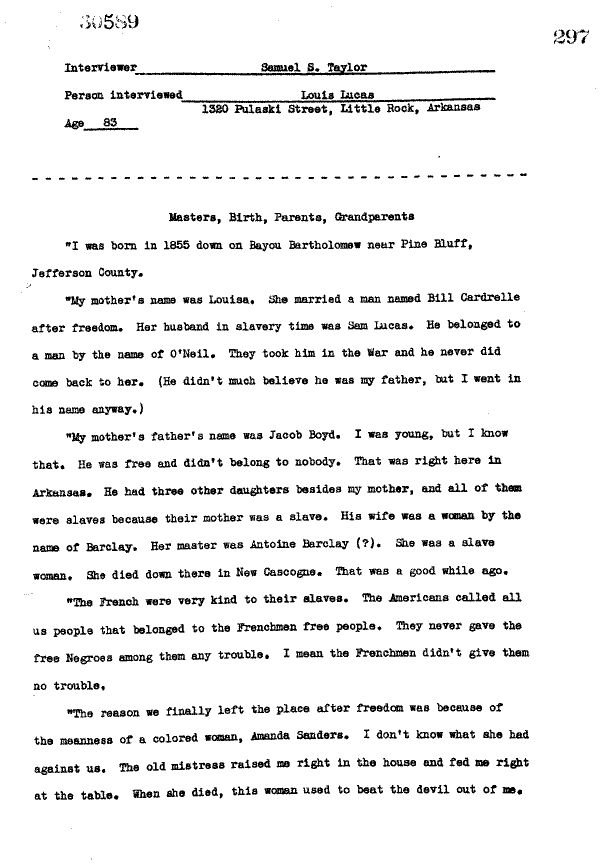 30589
297
Interviewer Samuel S. Taylor
Person interviewed Louis Lucas
1320 Pulaski Street, Little Rock, Arkansas
Age 83
Masters, Birth, Parents, Grandparents
"I was born in 1855 down on Bayou Bartholomew near Pine Bluff,
Jefferson County.
"My mother's name was Louisa. She married a man named Bill Cardrelle
after freedom. Her husband in slavery time was Sam Lucas. He belonged to
a man by the name of O'Neil. They took him in the War and he never did
come back to her. (He didn't much believe he was my father, but I went in
his name anyway.)
"My mother's father's name was Jacob Boyd. I was young, but I know
that. He was free and didn't belong to nobody. That was right here in
Arkansas. He had three other daughters besides my mother, and all of them
were slaves because their mother was a slave. His wife was a woman by the
name of Barclay. Her master was Antoine Barclay (?). She was a slave
woman. She died down there in New Cascogne. That was a good while ago.
"The French were very kind to their slaves. The Americans called all
us people that belonged to the Frenchmen free people. They never gave the
free Negroes among them any trouble. I mean the Frenchmen didn't give them
no trouble.
"The reason we finally left the place after freedom was because of
the meanness of a colored woman, Amanda Sanders. I don't know what she had
against us. The old mistress raised me right in the house and fed me right
at the table. When she died, this woman used to beat the devil out of me.